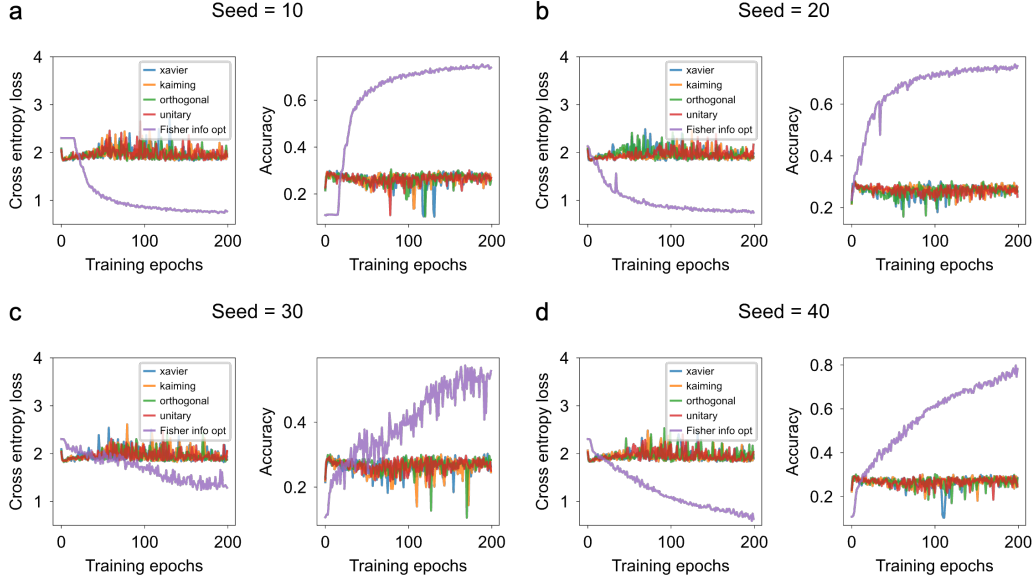 a
Seed = 10
4
3
2
1
Cross entropy loss
0
100
200
Training epochs
xavier
kaiming
orthogonal
unitary
Fisher info opt
0.6
0.4
0.2
Accuracy
0
100
200
Training epochs
b
Seed = 20
4
3
2
1
Cross entropy loss
0
100
200
Training epochs
xavier
kaiming
orthogonal
unitary
Fisher info opt
0.6
0.4
0.2
Accuracy
0
100
200
Training epochs
c
Seed = 30
4
3
2
1
Cross entropy loss
0
100
200
Training epochs
xavier
kaiming
orthogonal
unitary
Fisher info opt
0.4
0.2
Accuracy
0
100
200
Training epochs
d
Seed = 40
4
3
2
1
Cross entropy loss
0
100
200
Training epochs
xavier
kaiming
orthogonal
unitary
Fisher info opt
0.8
0.6
0.4
0.2
Accuracy
0
100
200
Training epochs